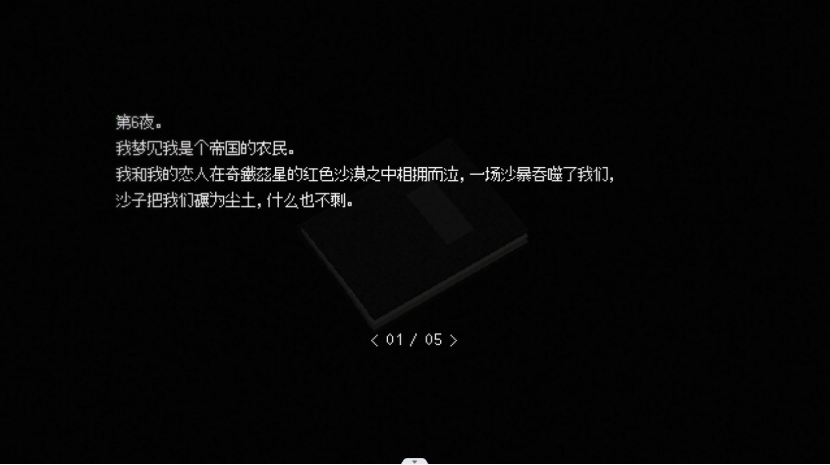 第6夜。
我梦见我是个帝国的农民。
我和我的恋人在奇戳蕊星的红色沙漠之中相拥而泣，一场沙暴吞噬了我们，
沙子把我们碾为尘土，什么也不剩。
< 01 / 05 >